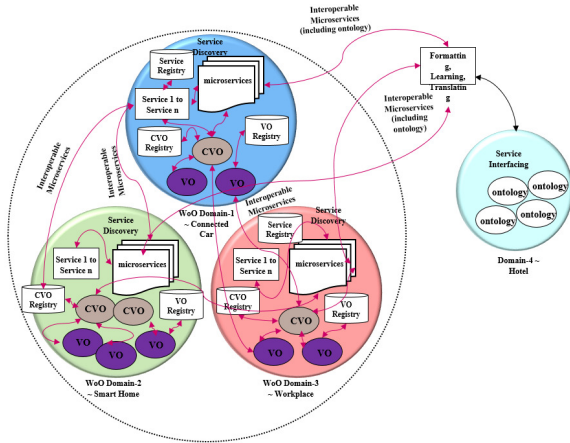 Interoperable
Microservices
(including ontology)
Service
Discovery
Service
Registry
microservices
Service 1 to
Service n
CVO
Registry
VO
Registry
CVO
VO
VO
WoO Domain-1
~ Connected
Car
Formattin
g,
Learning,
Translatin
g
Interoperable
Microservices
(including
ontology)
Service
Interfacing
ontology
ontology
ontology
ontology
Domain-4 ~
Hotel
Interoperable
Microservices
Interoperable
Microservices
Interoperable
Microservices
Service
Discovery
Service 1 to
Service n
microservices
CVO
Registry
VO
Registry
CVO
CVO
VO
VO
VO
WoO Domain-2
~ Smart Home
Service
Discovery
Service
Registry
Service 1 to
Service n
microservices
CVO
Registry
VO
Registry
CVO
VO
VO
WoO Domain-3
~ Workplace